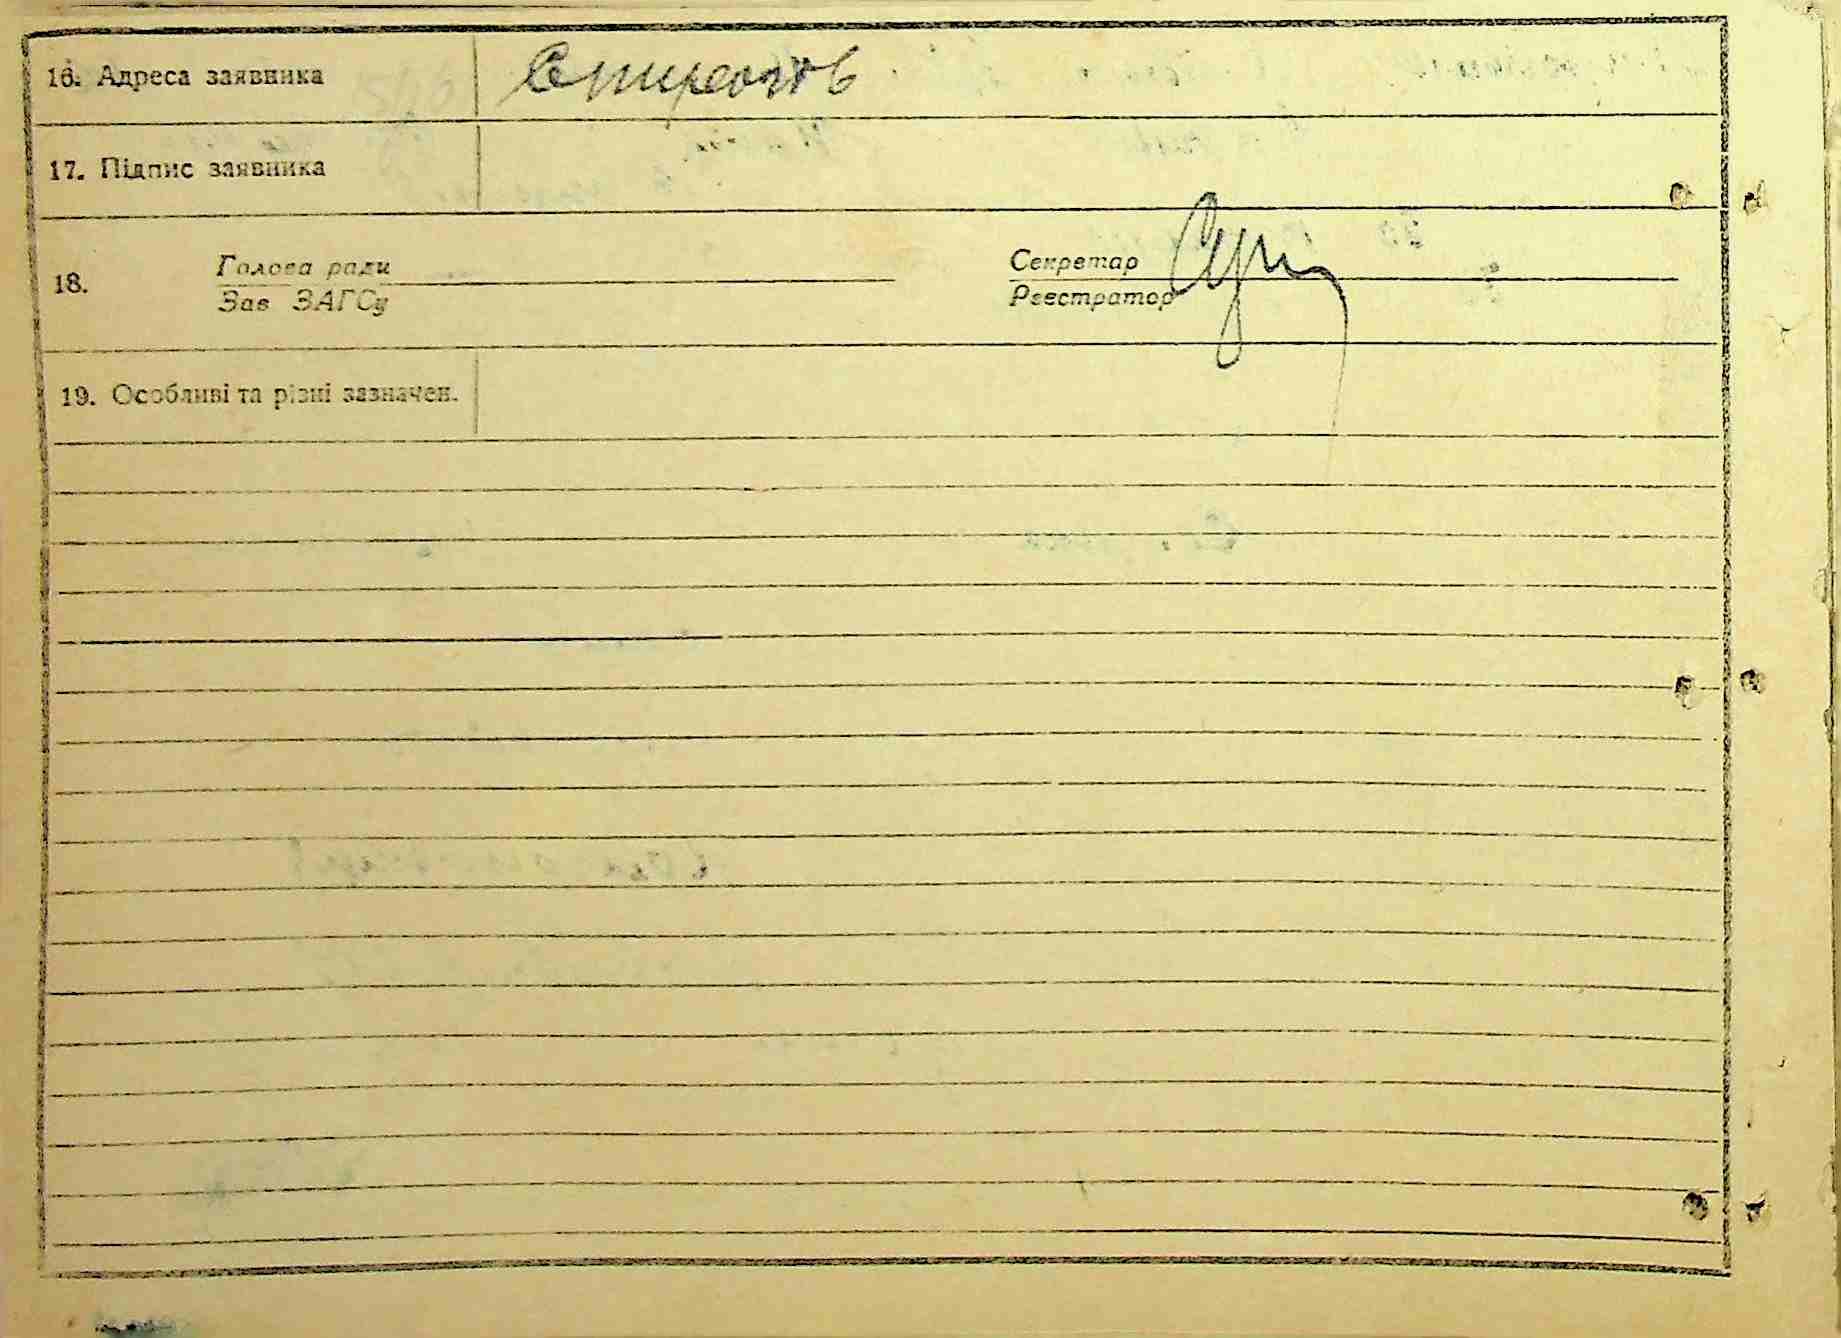 16. Адреса заявника
17. Підпис заявника
18. Голова ради Секретар
Зав ЗАГСу Реєстратор
19. Особливі та різні зазначен.